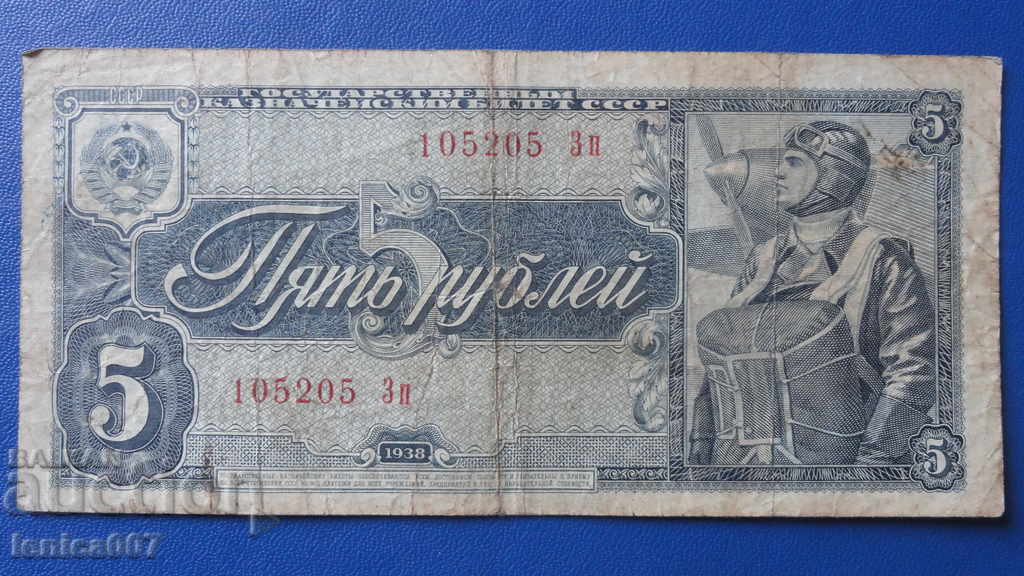 СССР
ГОСУДАРСТВЕННЫЙ
КАЗНАЧЕЙСКИЙ БИЛЕТ СССР
5
105205 Зп
Пять рублей
5
5
105205 Зп
1938
5
BALKAN
auction
lenica007